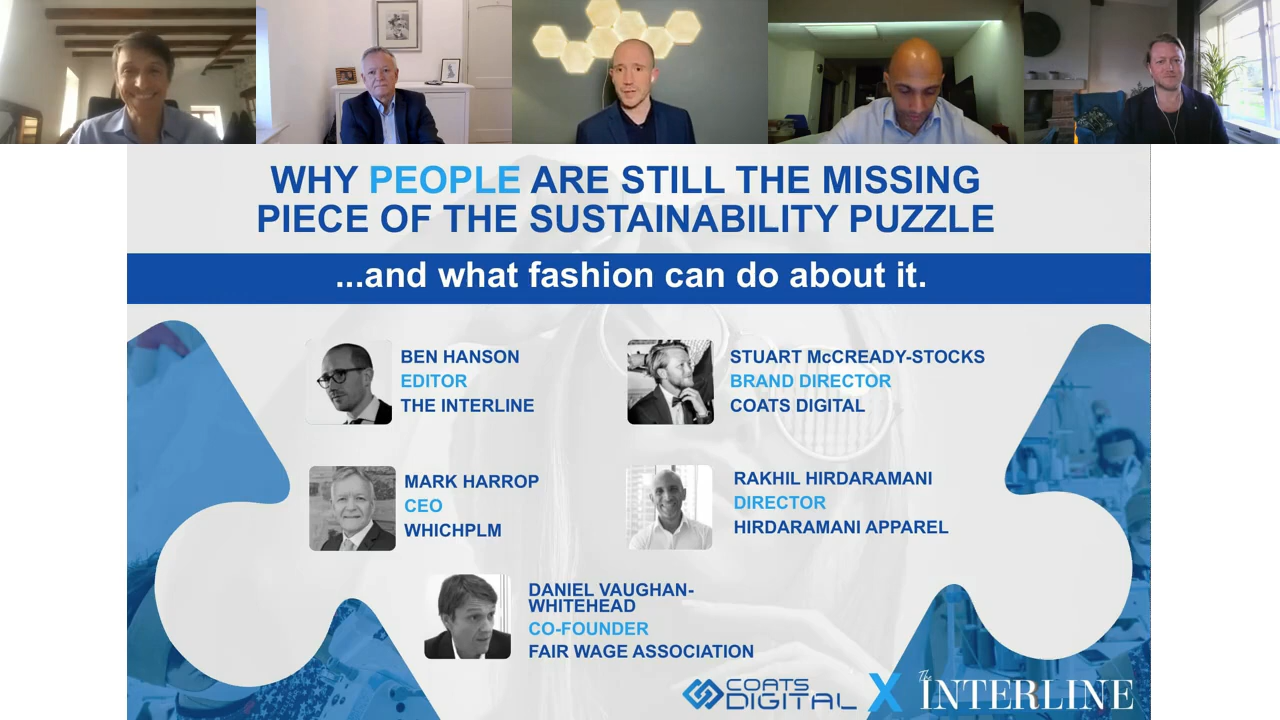 WHY PEOPLE ARE STILL THE MISSING
PIECE OF THE SUSTAINABILITY PUZZLE
...and what fashion can do about it.
BEN HANSON
EDITOR
THE INTERLINE
STUART McCREADY-STOCKS
BRAND DIRECTOR
COATS DIGITAL
MARK HARROP
CEO
WHICHPLM
RAKHIL HIRDARAMANI
DIRECTOR
HIRDARAMANI APPAREL
DANIEL VAUGHAN-
WHITEHEAD
CO-FOUNDER
FAIR WAGE ASSOCIATION
COATS
DIGITAL
X
The
INTERLINE